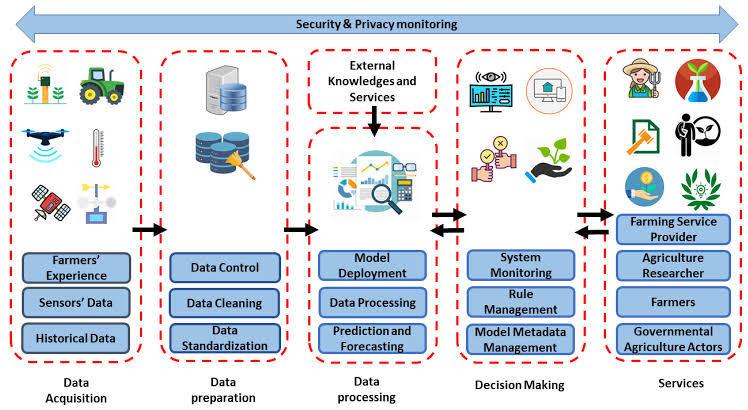 Security & Privacy monitoring
External
Knowledges and
Services
Farmers'
Experience
Sensors' Data
Historical Data
Data Control
Data Cleaning
Data
Standardization
Model
Deployment
Data Processing
Prediction and
Forecasting
System
Monitoring
Rule
Management
Model Metadata
Management
Farming Service
Provider
Agriculture
Researcher
Farmers
Governmental
Agriculture Actors
Data
Acquisition
Data
preparation
Data
processing
Decision Making
Services